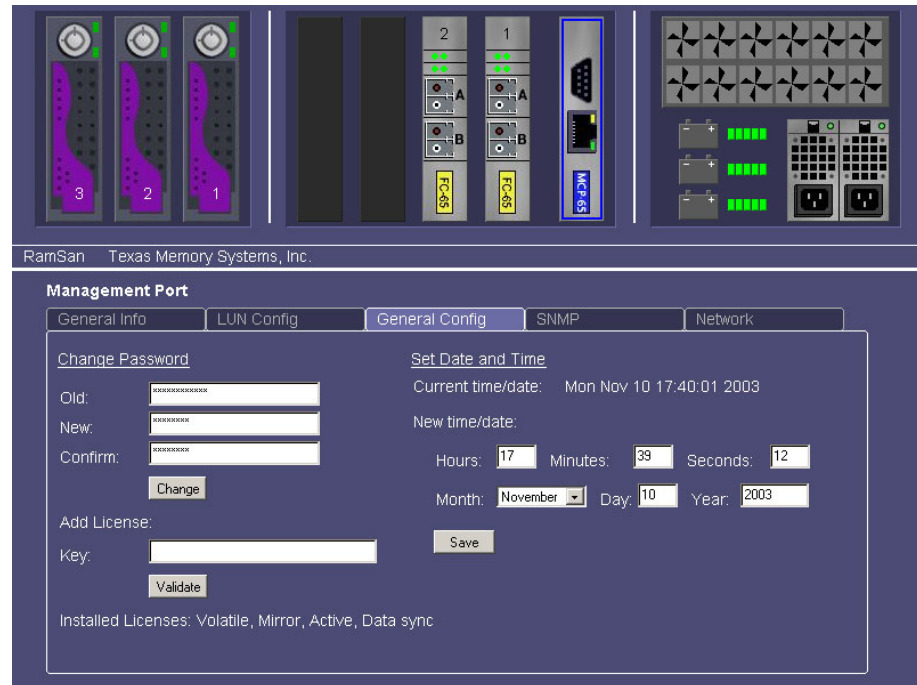 3 2 1
2 1
A A
B B
FC-65 FC-65 MCP-65
- +
- +
- +
RamSan Texas Memory Systems, Inc.
Management Port
General Info LUN Config General Config SNMP Network
Change Password Set Date and Time
Current time/date: Mon Nov 10 17:40:01 2003
Old: ***********
New: ********
New time/date:
Confirm: ********
Hours: 17 Minutes: 39 Seconds: 12
Change
Month: November Day: 10 Year: 2003
Add License:
Save
Key:
Validate
Installed Licenses: Volatile, Mirror, Active, Data sync